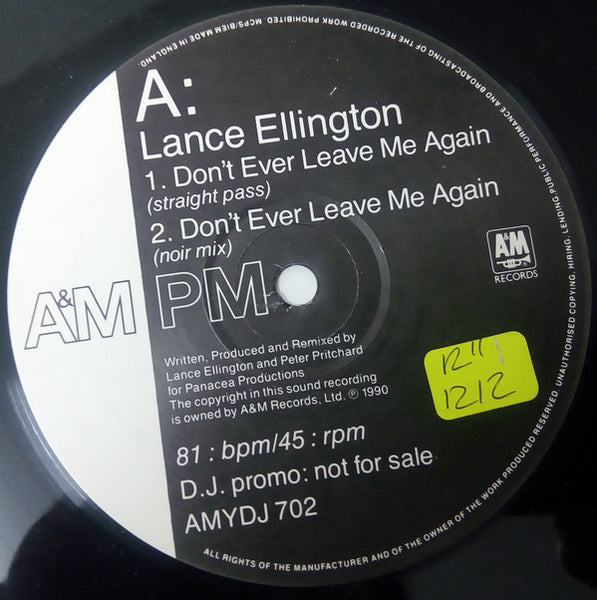 A:
Lance Ellington
1. Don't Ever Leave Me Again
(straight pass)
2. Don't Ever Leave Me Again
(noir mix)
A&M PM
A&M
RECORDS
Written, Produced and Remixed by
Lance Ellington and Peter Pritchard
for Panacea Productions
The copyright in this sound recording
is owned by A&M Records, Ltd. ℗ 1990
12"
1212
81 : bpm/45 : rpm
D.J. promo: not for sale
AMYDJ 702
ALL RIGHTS OF THE MANUFACTURER AND OF THE OWNER OF THE WORK PRODUCED RESERVED. UNAUTHORISED COPYING, HIRING, LENDING, PUBLIC PERFORMANCE AND BROADCASTING OF THE RECORDED WORK PROHIBITED. MCPS/BIEM MADE IN ENGLAND.